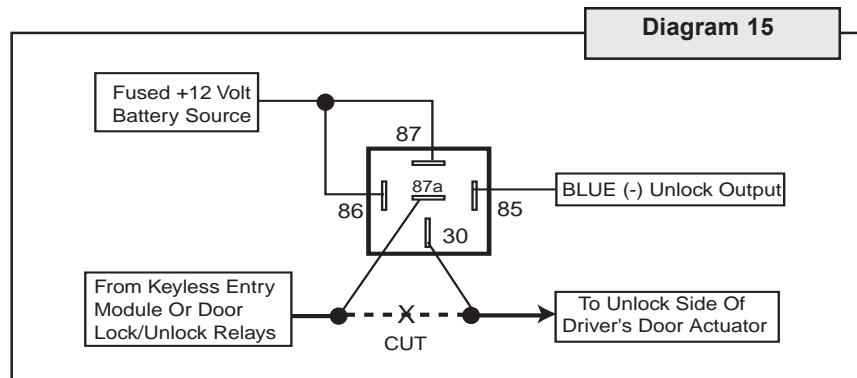 Diagram 15
Fused +12 Volt
Battery Source
87
87a
86
85
BLUE (-) Unlock Output
30
From Keyless Entry
Module Or Door
Lock/Unlock Relays
X
CUT
To Unlock Side Of
Driver's Door Actuator